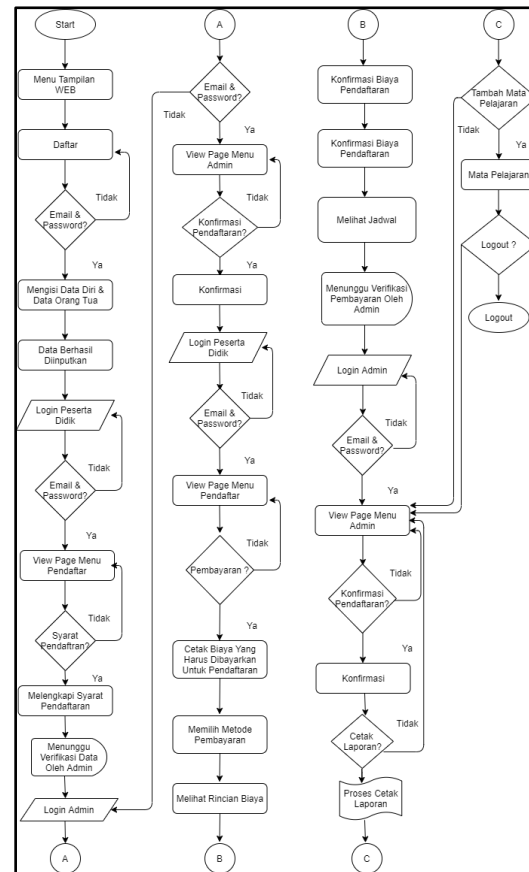 Start
Menu Tampilan
WEB
Daftar
Tidak
Email &
Password?
Ya
Mengisi Data Diri &
Data Orang Tua
Data Berhasil
Diinputkan
Login Peserta
Didik
Tidak
Email &
Password?
Ya
View Page Menu
Pendaftar
Tidak
Syarat
Pendaftran?
Ya
Melengkapi Syarat
Pendaftaran
Menunggu
Verifikasi Data
Oleh Admin
Login Admin
A
A
Email &
Password?
Tidak
Ya
View Page Menu
Admin
Tidak
Konfirmasi
Pendaftaran?
Ya
Konfirmasi
Login Peserta
Didik
Tidak
Email &
Password?
Ya
View Page Menu
Pendaftar
Tidak
Pembayaran ?
Ya
Cetak Biaya Yang
Harus Dibayarkan
Untuk Pendaftaran
Memilih Metode
Pembayaran
Melihat Rincian Biaya
B
B
Konfirmasi Biaya
Pendaftaran
Konfirmasi Biaya
Pendaftaran
Melihat Jadwal
Menunggu Verifikasi
Pembayaran Oleh
Admin
Login Admin
Tidak
Email &
Password?
Ya
View Page Menu
Admin
Tidak
Konfirmasi
Pendaftaran?
Ya
Konfirmasi
Tidak
Cetak
Laporan?
Proses Cetak
Laporan
C
C
Tambah Mata
Pelajaran
Tidak
Ya
Mata Pelajaran
Logout ?
Logout